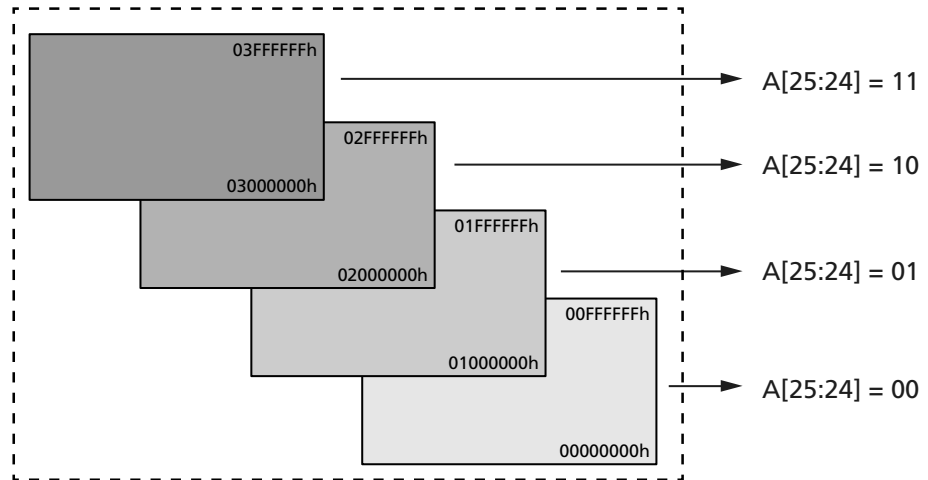 03FFFFFFh
A[25:24] = 11
02FFFFFFh
A[25:24] = 10
03000000h
01FFFFFFh
A[25:24] = 01
02000000h
00FFFFFFh
01000000h
A[25:24] = 00
00000000h